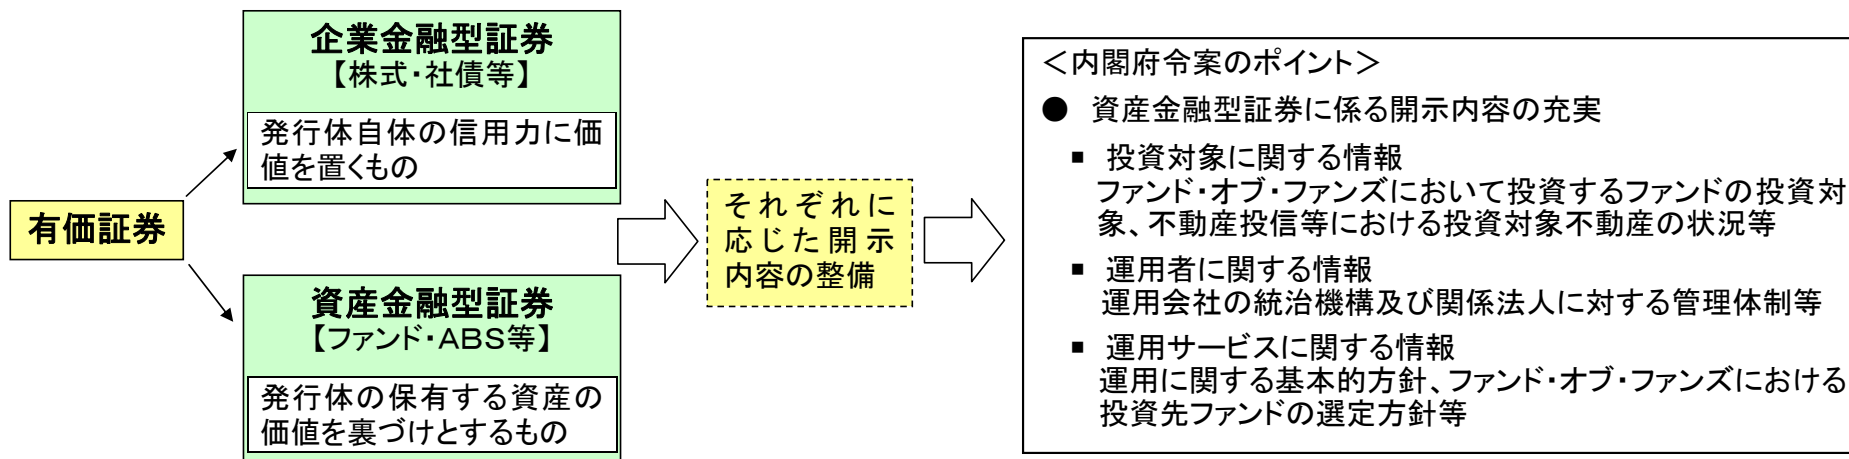 有価証券
企業金融型証券
【株式・社債等】
発行体自体の信用力に価
値を置くもの
資産金融型証券
【ファンド・ABS等】
発行体の保有する資産の
価値を裏づけとするもの
それぞれに
応じた開示
内容の整備
＜内閣府令案のポイント＞
● 資産金融型証券に係る開示内容の充実
▪ 投資対象に関する情報
ファンド・オブ・ファンズにおいて投資するファンドの投資対
象、不動産投信等における投資対象不動産の状況等
▪ 運用者に関する情報
運用会社の統治機構及び関係法人に対する管理体制等
▪ 運用サービスに関する情報
運用に関する基本的方針、ファンド・オブ・ファンズにおける
投資先ファンドの選定方針等